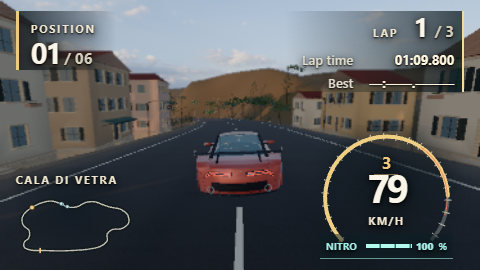 POSITION
01 / 06
LAP 1 / 3
Lap time 01:09.800
Best --:--.---
CALA DI VETRA
3
79
KM/H
NITRO 100 %